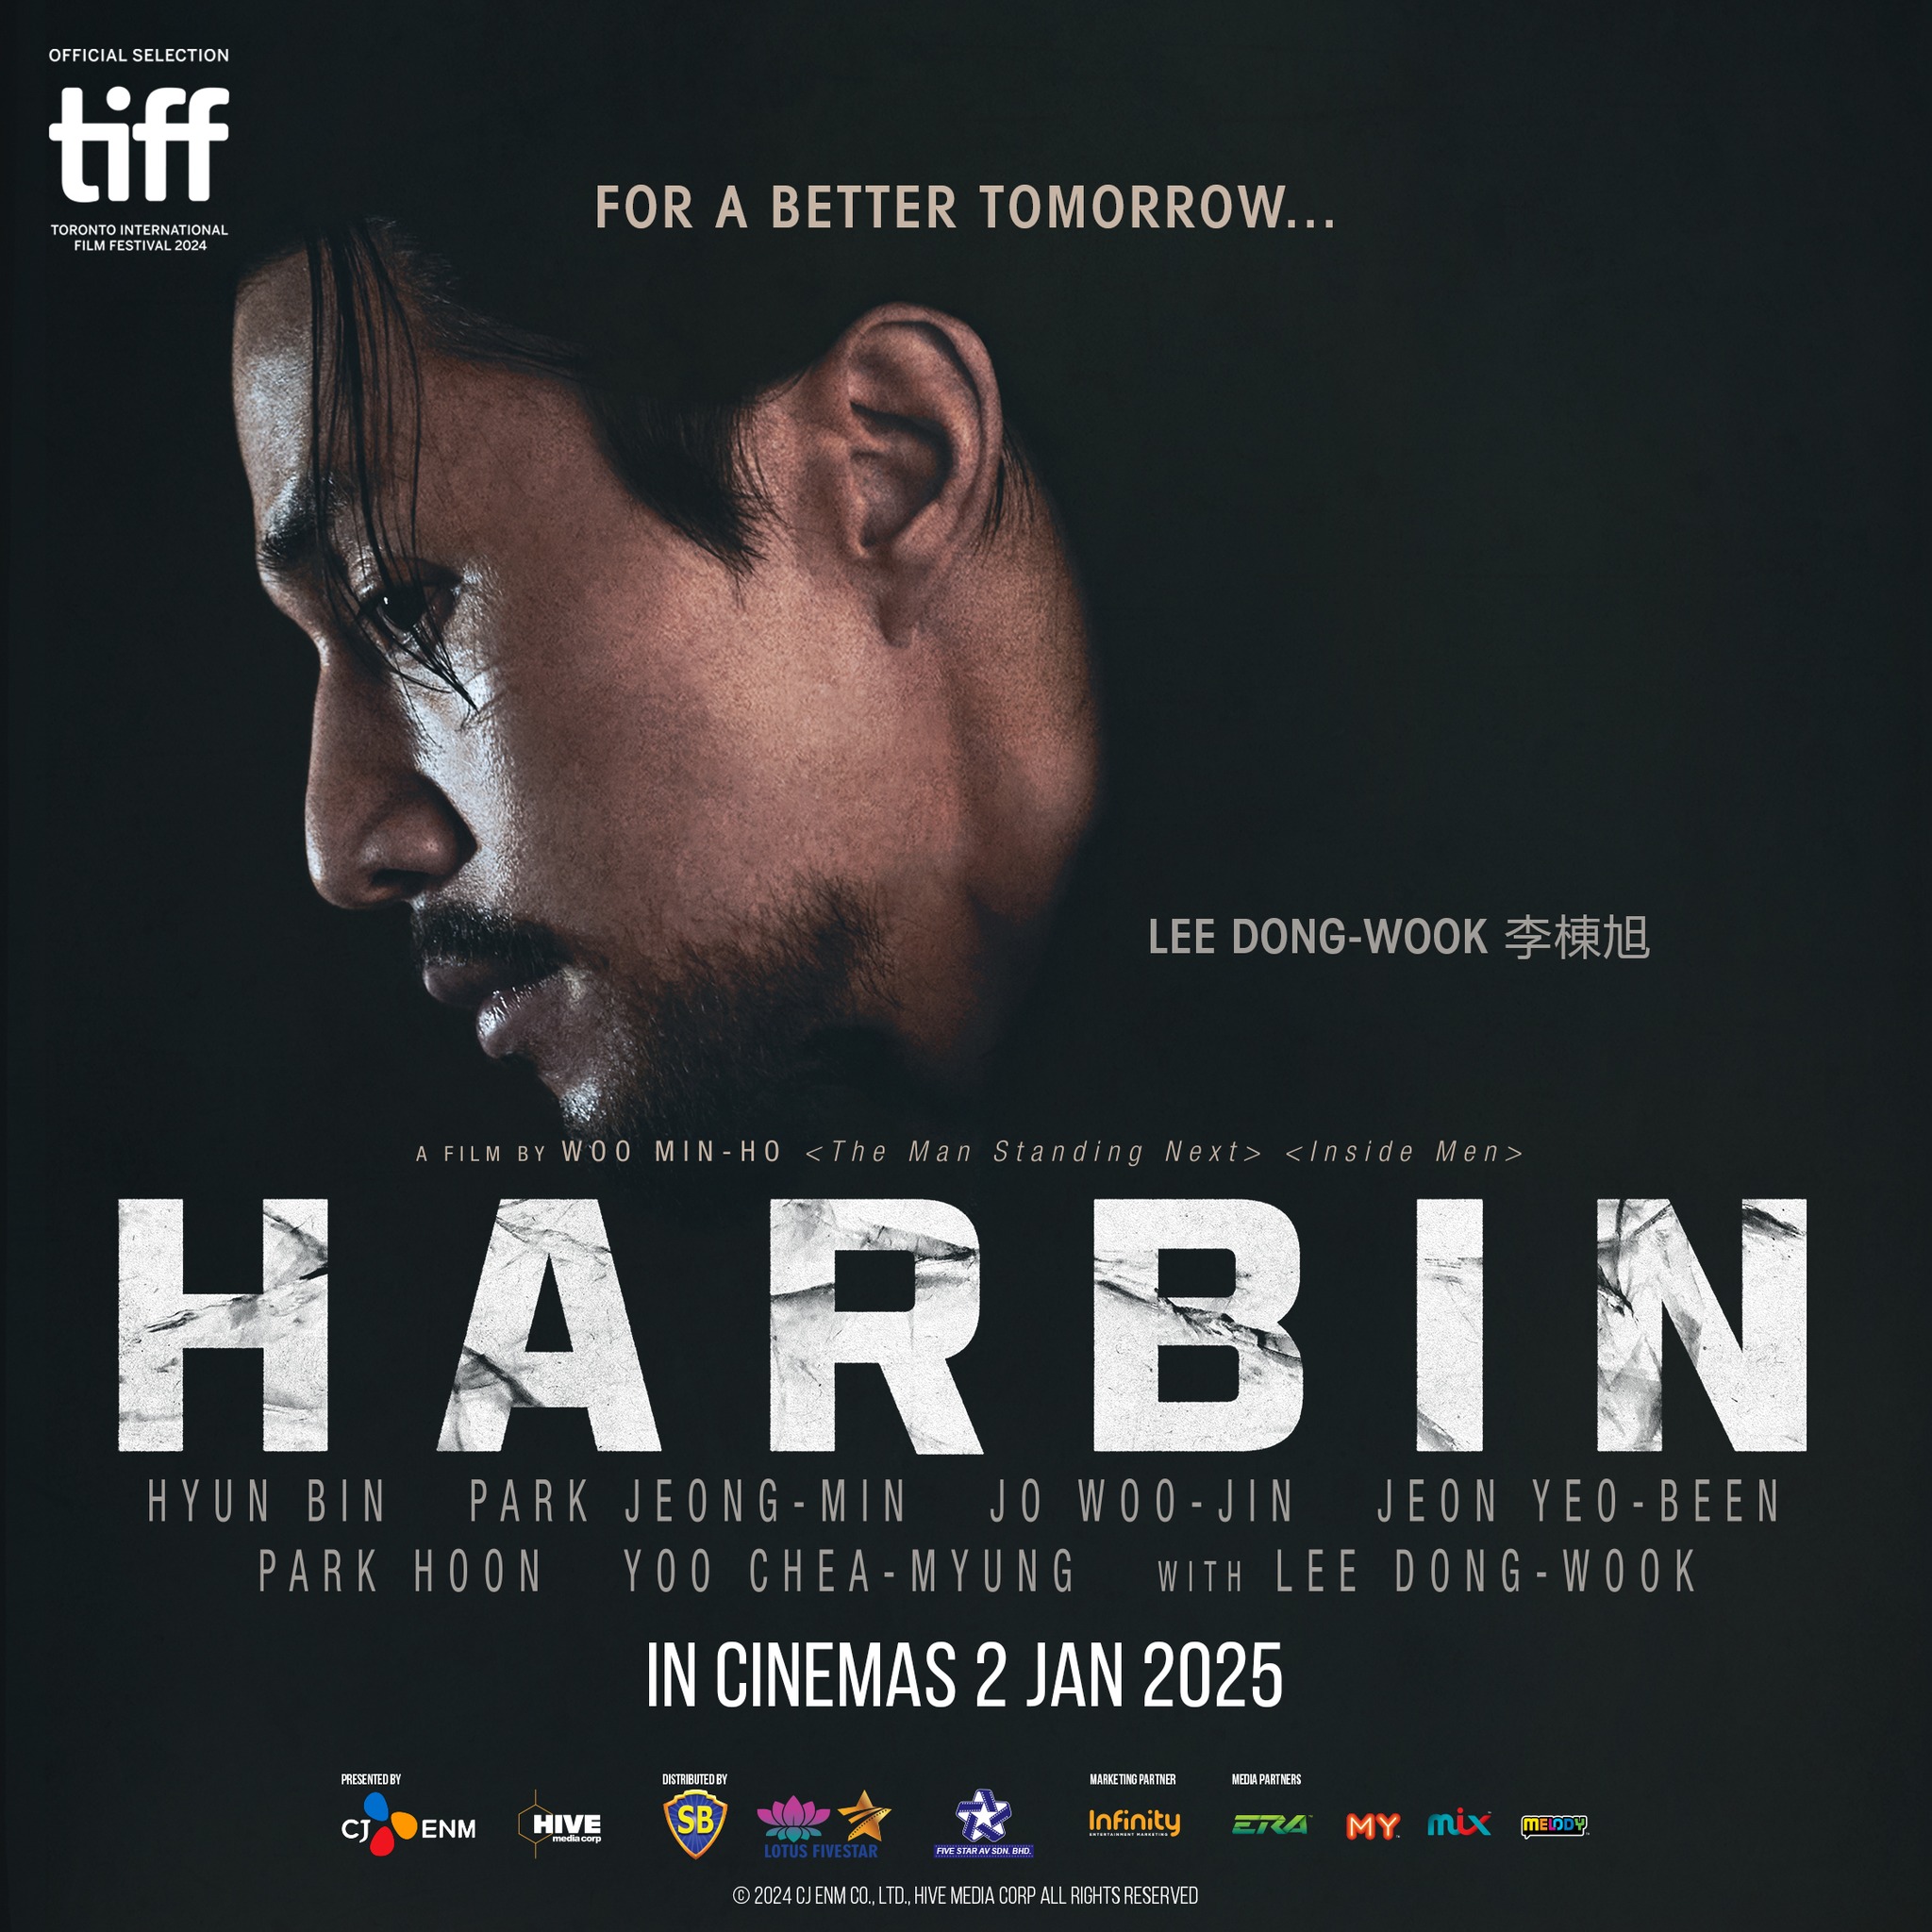 OFFICIAL SELECTION
tiff
TORONTO INTERNATIONAL
FILM FESTIVAL 2024
FOR A BETTER TOMORROW...
LEE DONG-WOOK 李棟旭
A FILM BY WOO MIN-HO <The Man Standing Next> <Inside Men>
HARBIN
HYUN BIN PARK JEONG-MIN JO WOO-JIN JEON YEO-BEEN
PARK HOON YOO CHEA-MYUNG WITH LEE DONG-WOOK
IN CINEMAS 2 JAN 2025
PRESENTED BY
CJ ENM
HIVE
media corp
DISTRIBUTED BY
SB
LOTUS FIVESTAR
FIVE STAR AV SDN. BHD.
MARKETING PARTNER
Infinity
ENTERTAINMENT MARKETING
MEDIA PARTNERS
ERA
MY
mix
MELODY
© 2024 CJ ENM CO., LTD., HIVE MEDIA CORP ALL RIGHTS RESERVED